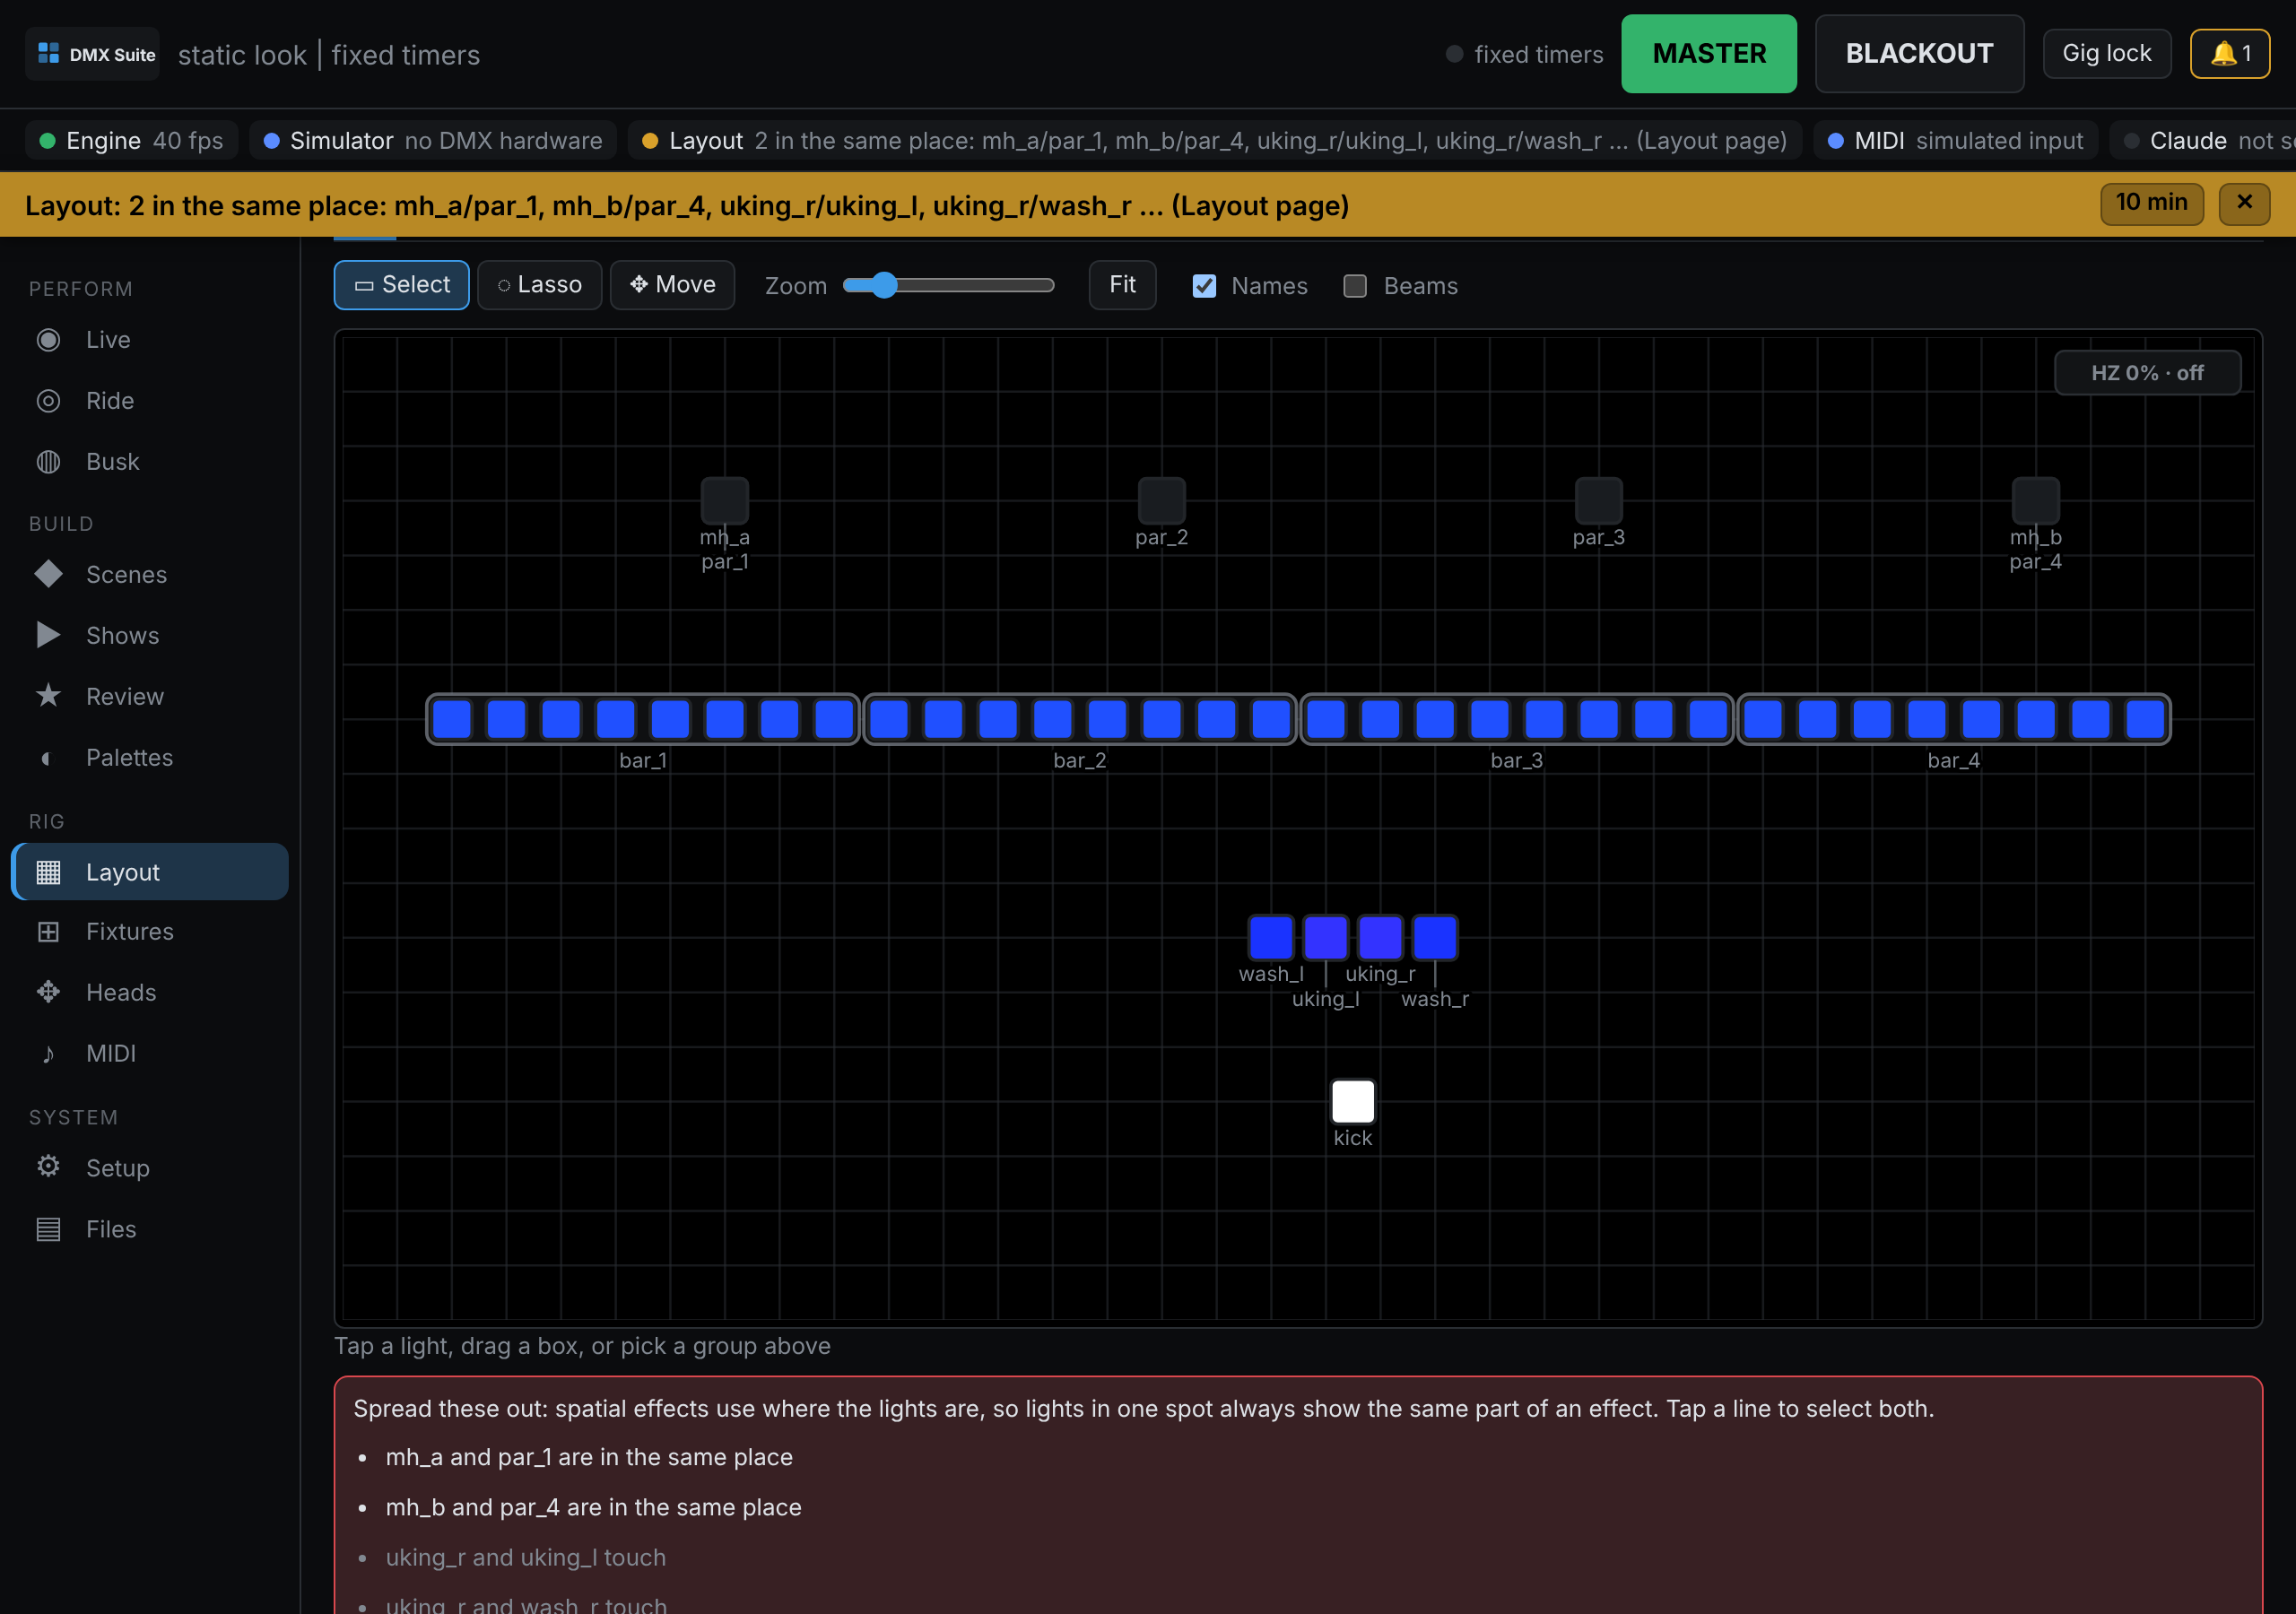 DMX Suite static look | fixed timers
fixed timers MASTER BLACKOUT Gig lock 1
Engine 40 fps Simulator no DMX hardware Layout 2 in the same place: mh_a/par_1, mh_b/par_4, uking_r/uking_l, uking_r/wash_r ... (Layout page) MIDI simulated input Claude not
Layout: 2 in the same place: mh_a/par_1, mh_b/par_4, uking_r/uking_l, uking_r/wash_r ... (Layout page) 10 min ✕
PERFORM
Live
Ride
Busk
BUILD
Scenes
Shows
Review
Palettes
RIG
Layout
Fixtures
Heads
MIDI
SYSTEM
Setup
Files
Select Lasso Move Zoom Fit Names Beams
HZ 0% · off
mh_a par_2 par_3 mh_b
par_1 par_4
bar_1 bar_2 bar_3 bar_4
wash_l uking_r
uking_l wash_r
kick
Tap a light, drag a box, or pick a group above
Spread these out: spatial effects use where the lights are, so lights in one spot always show the same part of an effect. Tap a line to select both.
• mh_a and par_1 are in the same place
• mh_b and par_4 are in the same place
• uking_r and uking_l touch
• uking_r and wash_r touch